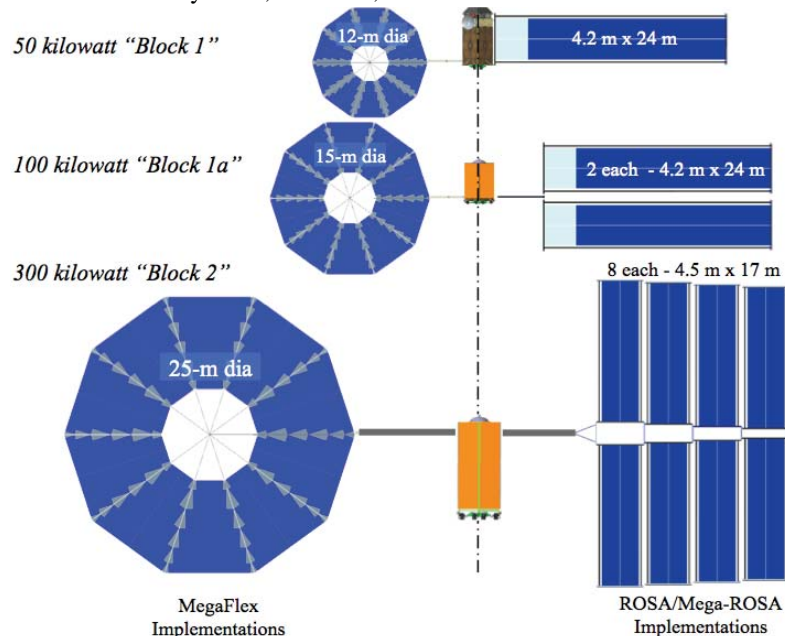 50 kilowatt “Block 1”
12-m dia
4.2 m x 24 m
100 kilowatt “Block 1a”
15-m dia
2 each - 4.2 m x 24 m
300 kilowatt “Block 2”
8 each - 4.5 m x 17 m
25-m dia
MegaFlex
Implementations
ROSA/Mega-ROSA
Implementations